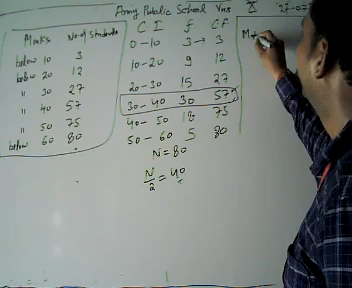 Army Public School Vns X 27-07
Marks No of students
below 10 3
below 20 12
" 30 27
" 40 57
" 50 75
below 60 80
C I f CF
0-10 3→ 3
10-20 9 12
20-30 15 27
30-40 30 57
40-50 18 75
50-60 5 80
N=80
N/2 = 40